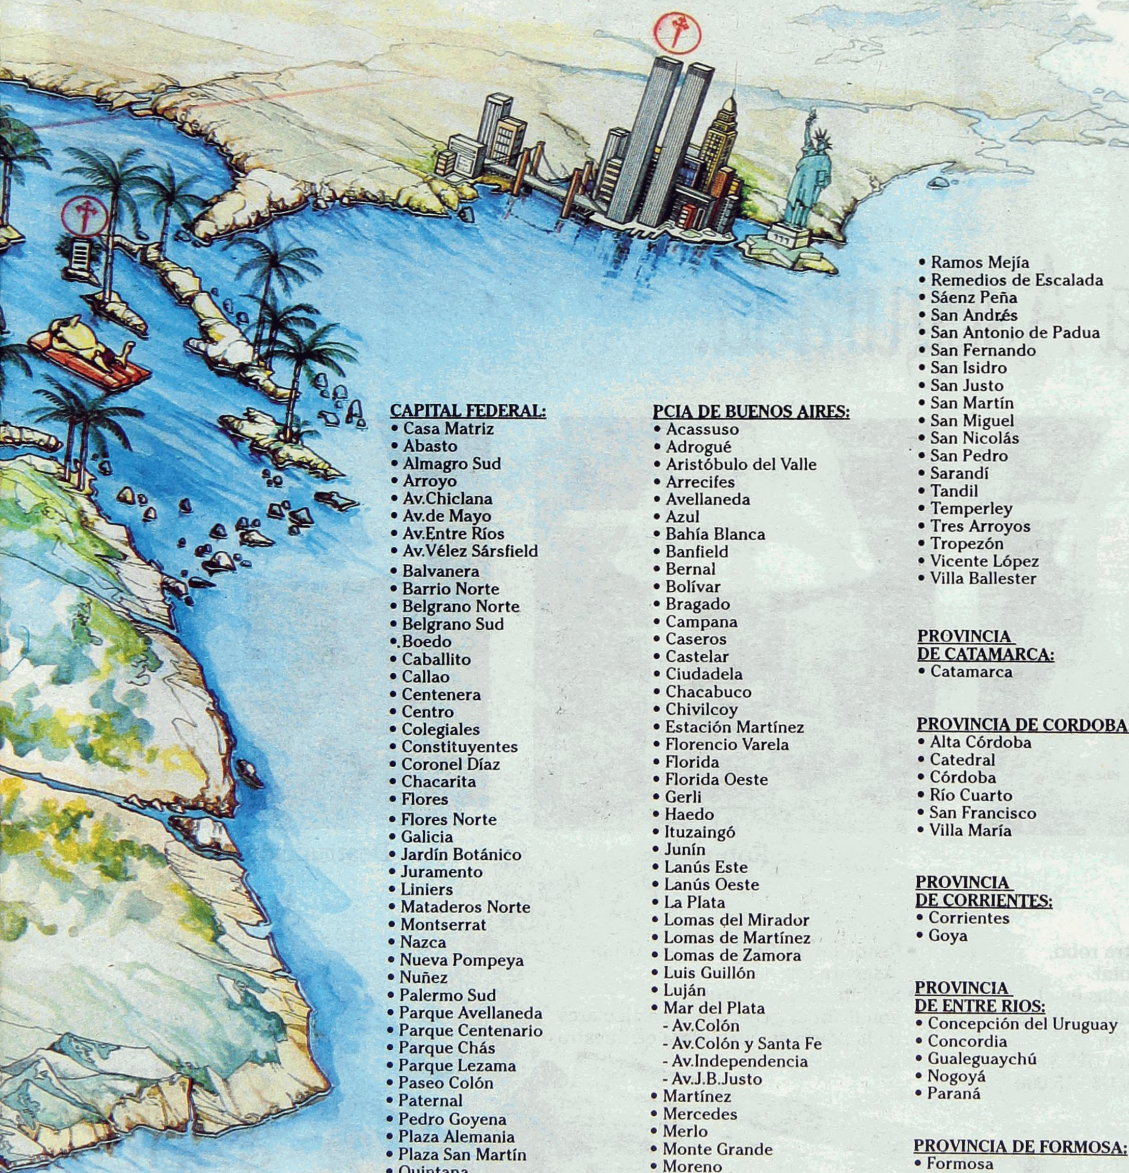 CAPITAL FEDERAL:
• Casa Matriz
• Abasto
• Almagro Sud
• Arroyo
• Av.Chiclana
• Av.de Mayo
• Av.Entre Ríos
• Av.Vélez Sársfield
• Balvanera
• Barrio Norte
• Belgrano Norte
• Belgrano Sud
• Boedo
• Caballito
• Callao
• Centenera
• Centro
• Colegiales
• Constituyentes
• Coronel Díaz
• Chacarita
• Flores
• Flores Norte
• Galicia
• Jardín Botánico
• Juramento
• Liniers
• Mataderos Norte
• Montserrat
• Nazca
• Nueva Pompeya
• Nuñez
• Palermo Sud
• Parque Avellaneda
• Parque Centenario
• Parque Chás
• Parque Lezama
• Paseo Colón
• Paternal
• Pedro Goyena
• Plaza Alemania
• Plaza San Martín
• Quintana
PCIA DE BUENOS AIRES:
• Acassuso
• Adrogué
• Aristóbulo del Valle
• Arrecifes
• Avellaneda
• Azul
• Bahía Blanca
• Banfield
• Bernal
• Bolívar
• Bragado
• Campana
• Caseros
• Castelar
• Ciudadela
• Chacabuco
• Chivilcoy
• Estación Martínez
• Florencio Varela
• Florida
• Florida Oeste
• Gerli
• Haedo
• Ituzaingó
• Junín
• Lanús Este
• Lanús Oeste
• La Plata
• Lomas del Mirador
• Lomas de Martínez
• Lomas de Zamora
• Luis Guillón
• Luján
• Mar del Plata
- Av.Colón
- Av.Colón y Santa Fe
- Av.Independencia
- Av.J.B.Justo
• Martínez
• Mercedes
• Merlo
• Monte Grande
• Moreno
• Ramos Mejía
• Remedios de Escalada
• Sáenz Peña
• San Andrés
• San Antonio de Padua
• San Fernando
• San Isidro
• San Justo
• San Martín
• San Miguel
• San Nicolás
• San Pedro
• Sarandí
• Tandil
• Temperley
• Tres Arroyos
• Tropezón
• Vicente López
• Villa Ballester
PROVINCIA
DE CATAMARCA:
• Catamarca
PROVINCIA DE CORDOBA
• Alta Córdoba
• Catedral
• Córdoba
• Río Cuarto
• San Francisco
• Villa María
PROVINCIA
DE CORRIENTES:
• Corrientes
• Goya
PROVINCIA
DE ENTRE RIOS:
• Concepción del Uruguay
• Concordia
• Gualeguaychú
• Nogoyá
• Paraná
PROVINCIA DE FORMOSA:
• Formosa